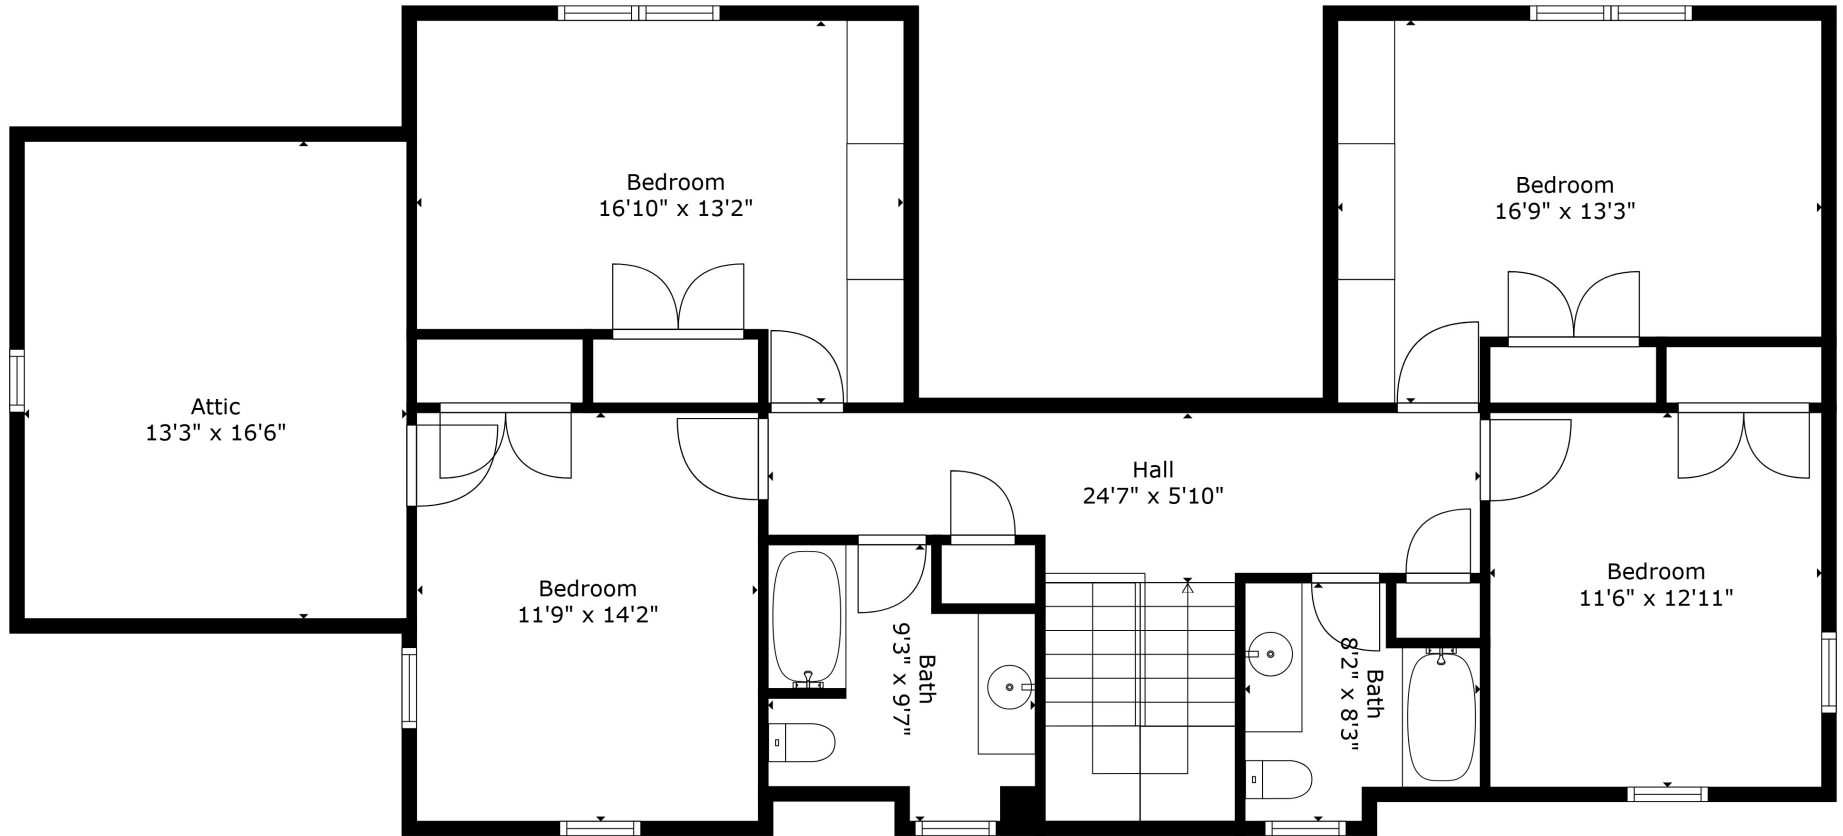 Bedroom
16'10" x 13'2"
Bedroom
16'9" x 13'3"
Attic
13'3" x 16'6"
Hall
24'7" x 5'10"
Bedroom
11'9" x 14'2"
Bath
9'3" x 9'7"
Bath
8'2" x 8'3"
Bedroom
11'6" x 12'11"